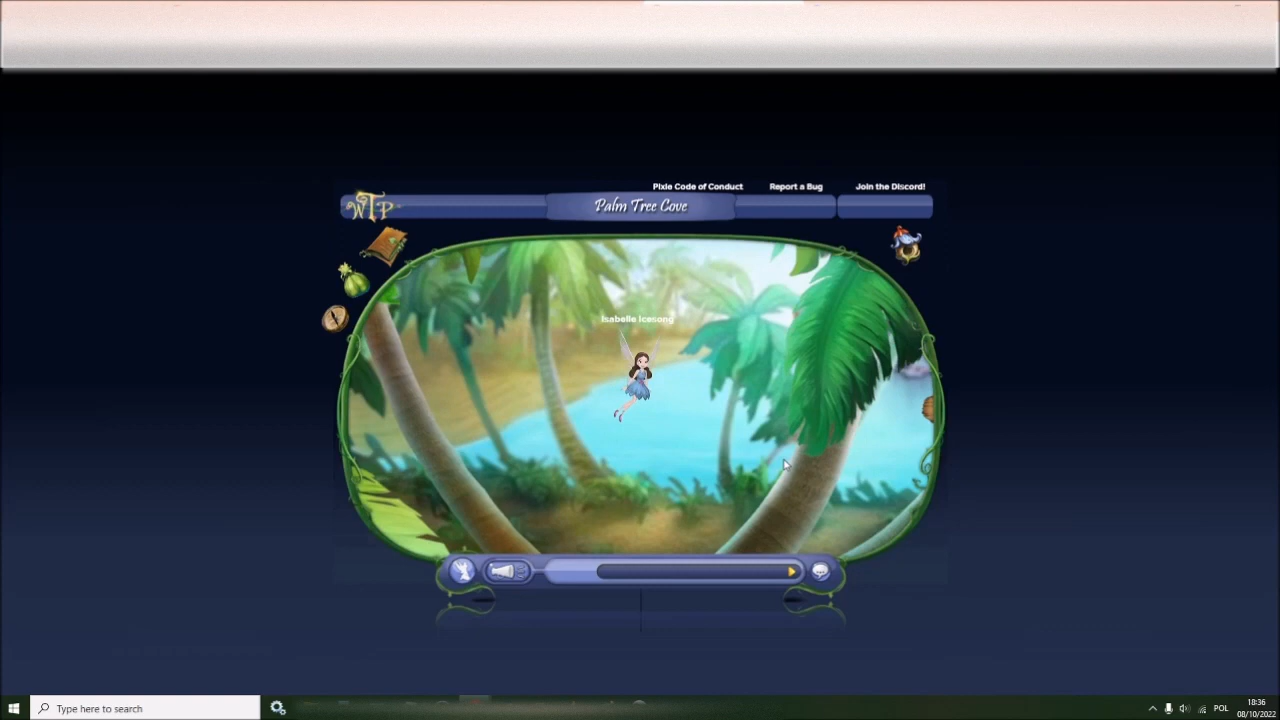 Pixie Code of Conduct
Report a Bug
Join the Discord!
WTP
Palm Tree Cove
Isabelle Icesong
Type here to search
POL
18:36
08/10/2022